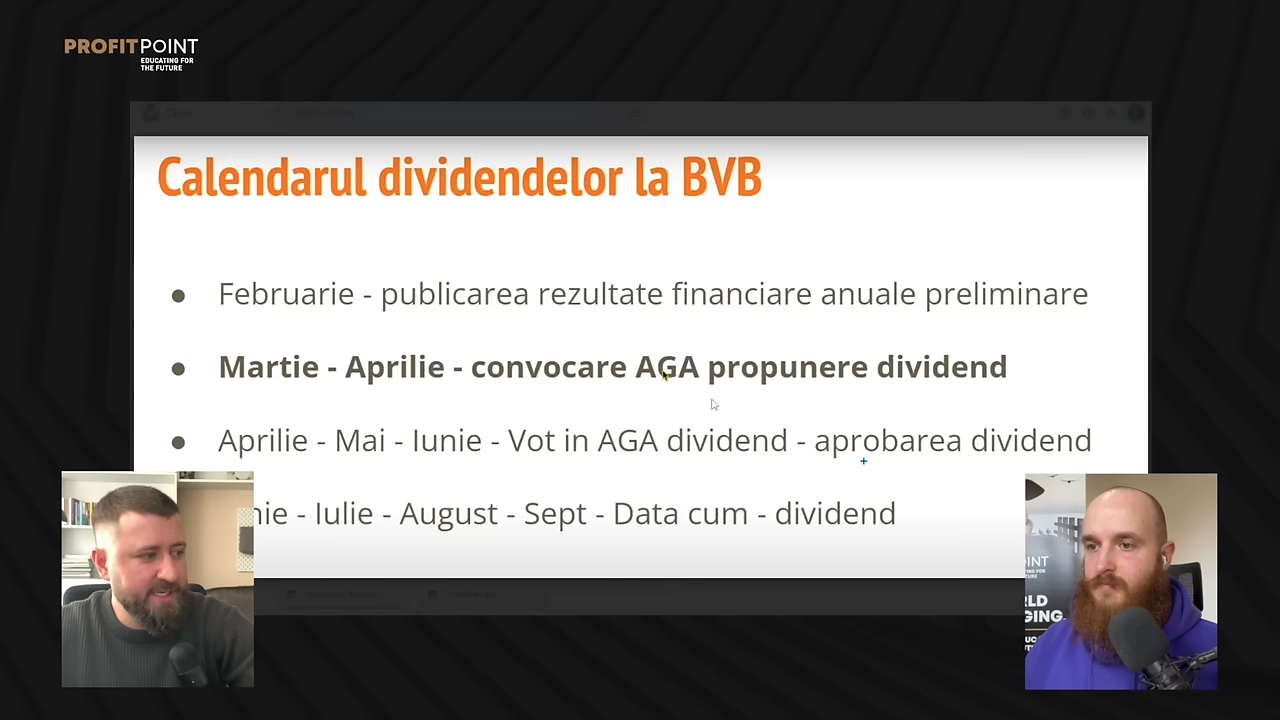 PROFITPOINT
EDUCATING FOR
THE FUTURE
Calendarul dividendelor la BVB
● Februarie - publicarea rezultate financiare anuale preliminare
● Martie - Aprilie - convocare AGA propunere dividend
● Aprilie - Mai - Iunie - Vot in AGA dividend - aprobarea dividend
nie - Iulie - August - Sept - Data cum - dividend
OINT